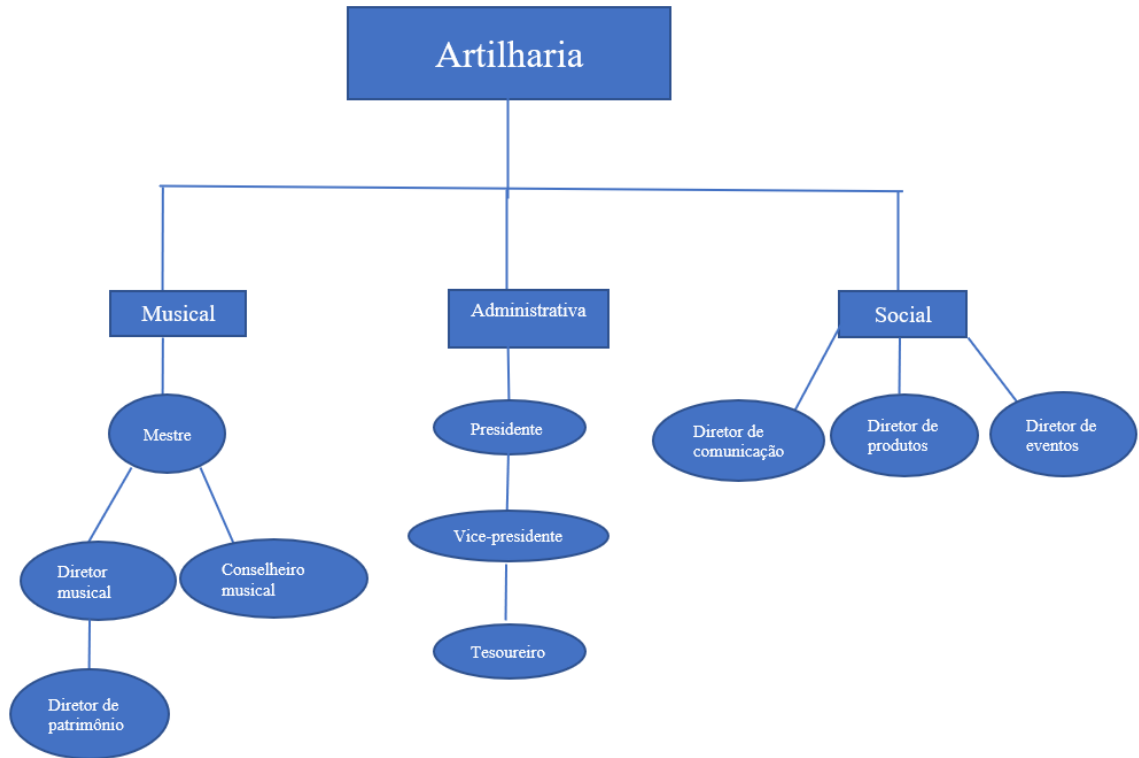 Artilharia
Musical
Administrativa
Social
Mestre
Presidente
Diretor de
comunicação
Diretor de
produtos
Diretor de
eventos
Vice-presidente
Diretor
musical
Conselheiro
musical
Tesoureiro
Diretor de
patrimônio